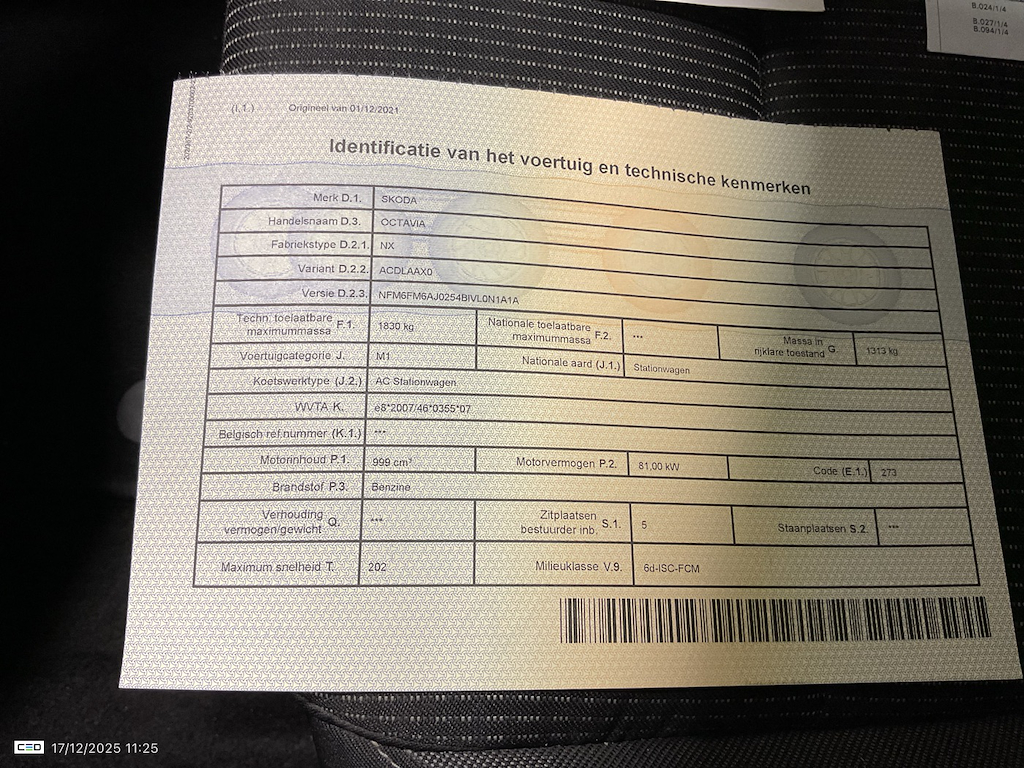 B.024/1/4
B.027/1/4
B.094/1/4
(I.1.) Origineel van 01/12/2021
Identificatie van het voertuig en technische kenmerken
Merk D.1. SKODA
Handelsnaam D.3. OCTAVIA
Fabriekstype D.2.1. NX
Variant D.2.2. ACDLAAX0
Versie D.2.3. NFM6FM6AJ0254BIVL0N1A1A
Techn. toelaatbare maximummassa F.1. 1830 kg Nationale toelaatbare maximummassa F.2. --- Massa in rijklare toestand G. 1313 kg
Voertuigcategorie J. M1 Nationale aard (J.1.) Stationwagen
Koetswerktype (J.2.) AC Stationwagen
WVTA K. e8*2007/46*0355*07
Belgisch ref.nummer (K.1.) ---
Motorinhoud P.1. 999 cm³ Motorvermogen P.2. 81,00 kW Code (E.1.) 273
Brandstof P.3. Benzine
Verhouding vermogen/gewicht Q. --- Zitplaatsen bestuurder inb. S.1. 5 Staanplaatsen S.2. ---
Maximum snelheid T. 202 Milieuklasse V.9. 6d-ISC-FCM
CEO 17/12/2025 11:25